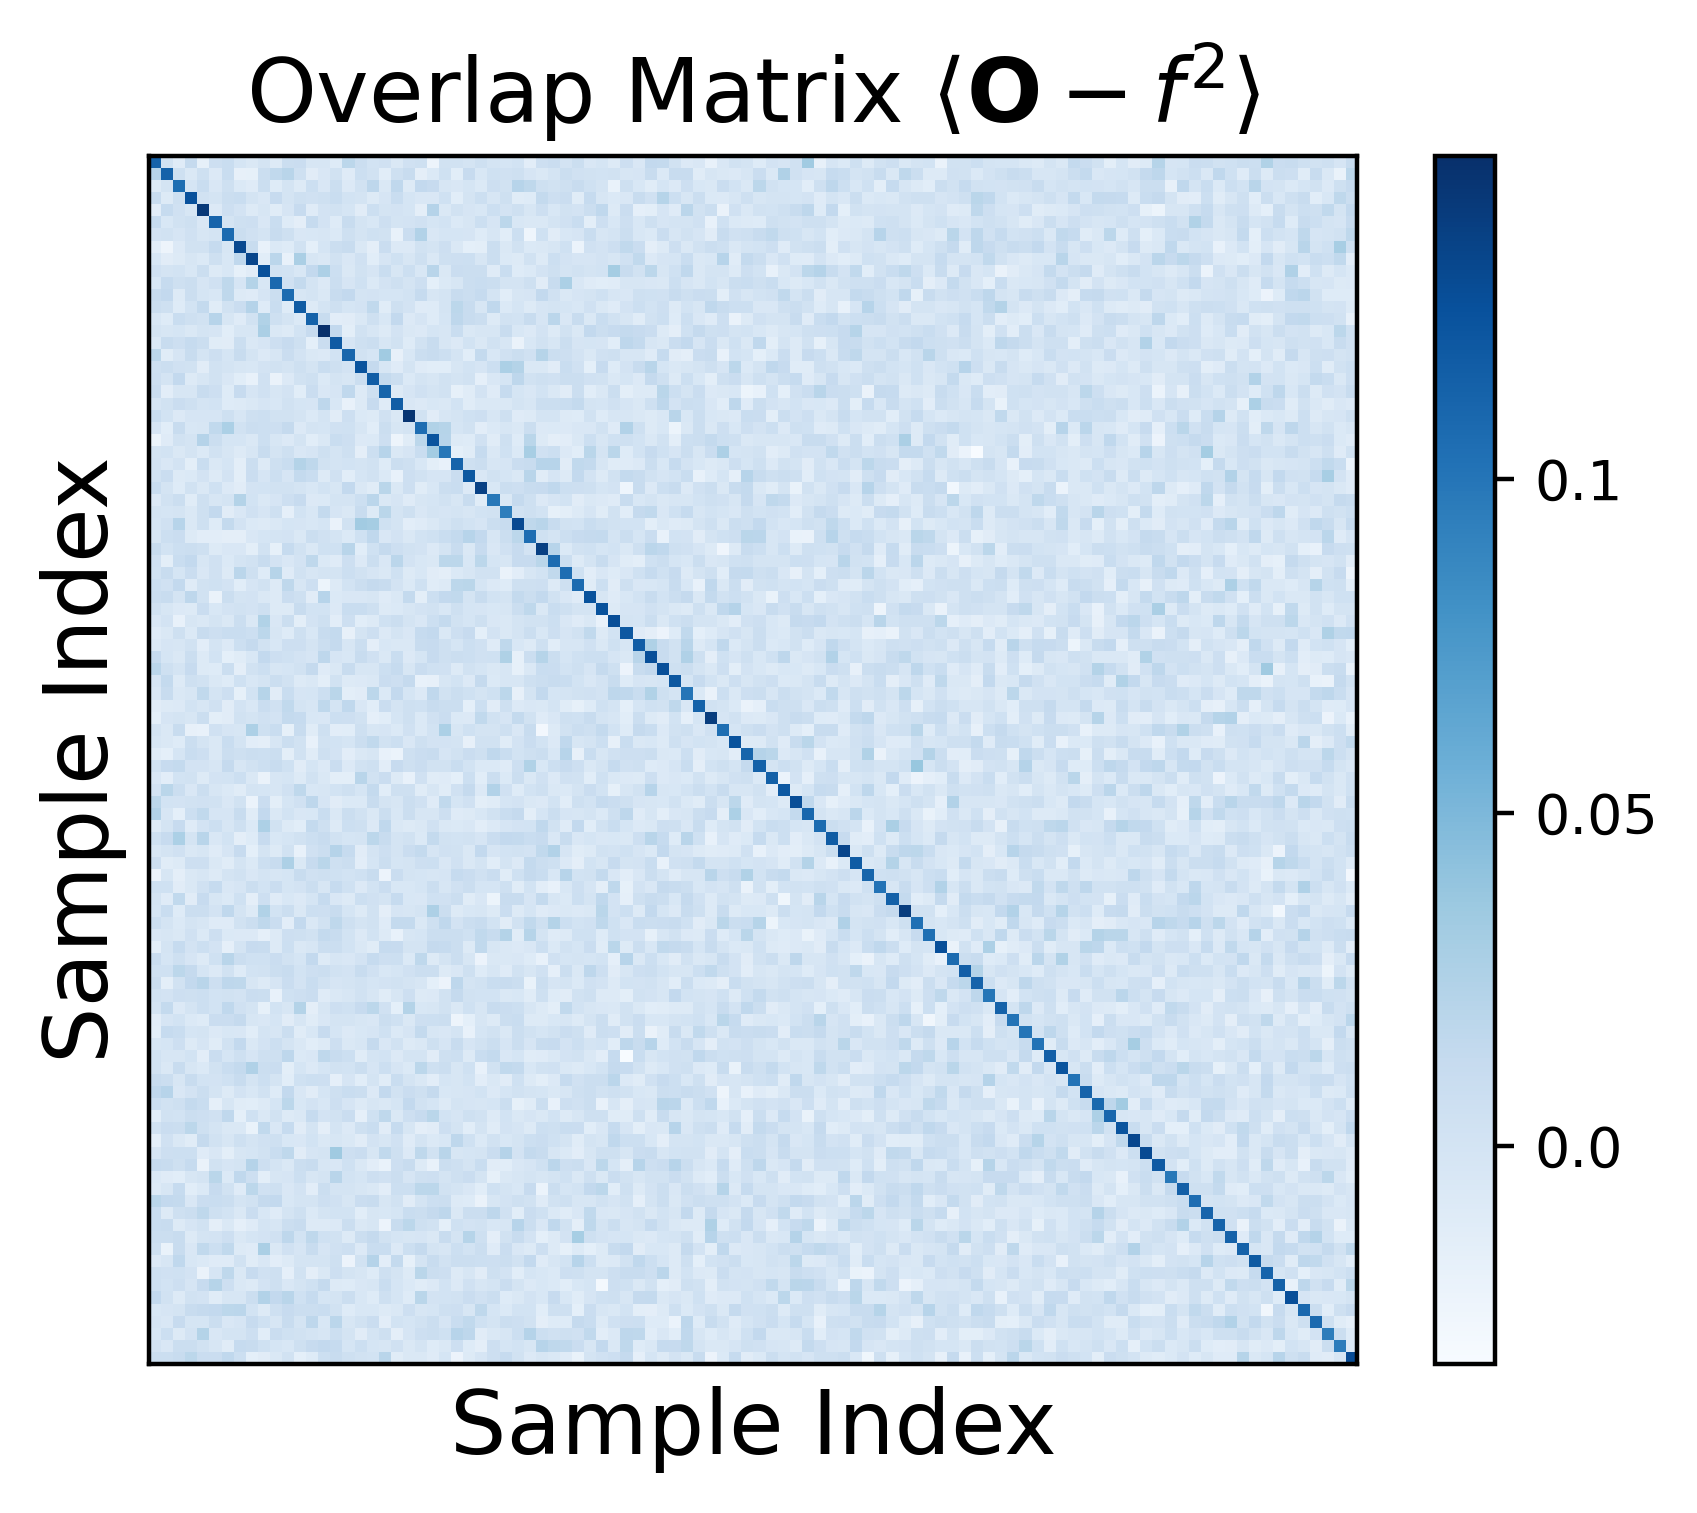 Overlap Matrix ⟨𝐎 − f²⟩
Sample Index
0.1
0.05
0.0
Sample Index